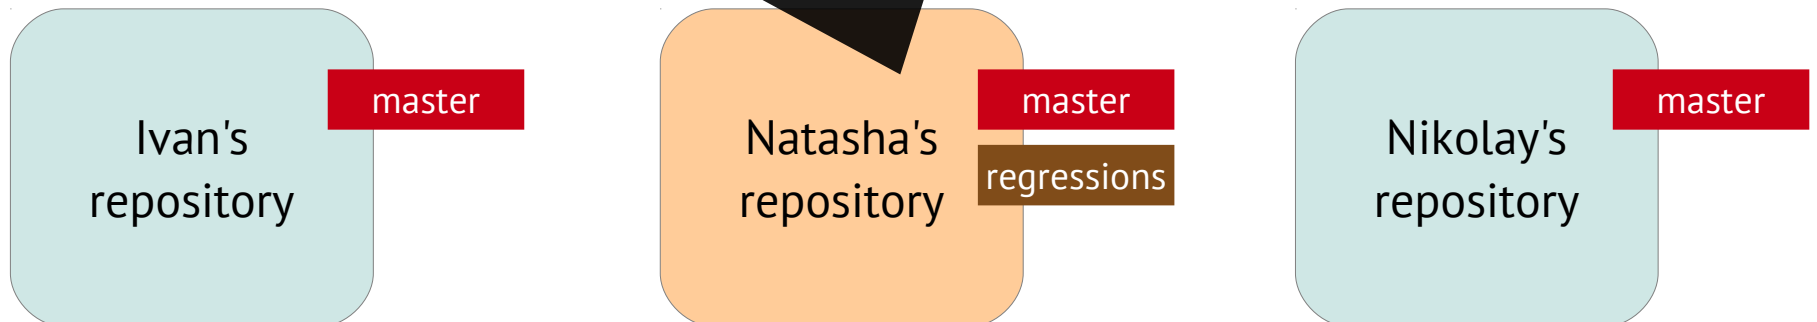 Ivan's
repository
master
Natasha's
repository
master
regressions
Nikolay's
repository
master